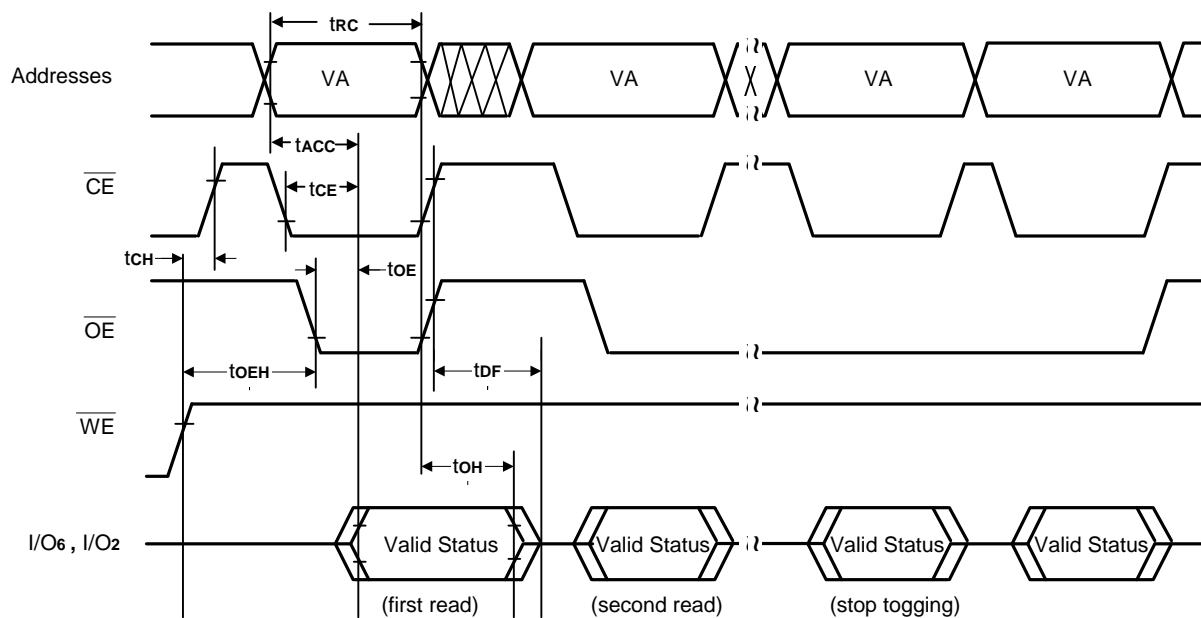 tRC
Addresses
VA
VA
VA
VA
tACC
CE
tCE
tCH
tOE
OE
tOEH
tDF
WE
tOH
I/O6 , I/O2
Valid Status
Valid Status
Valid Status
Valid Status
(first read)
(second read)
(stop togging)